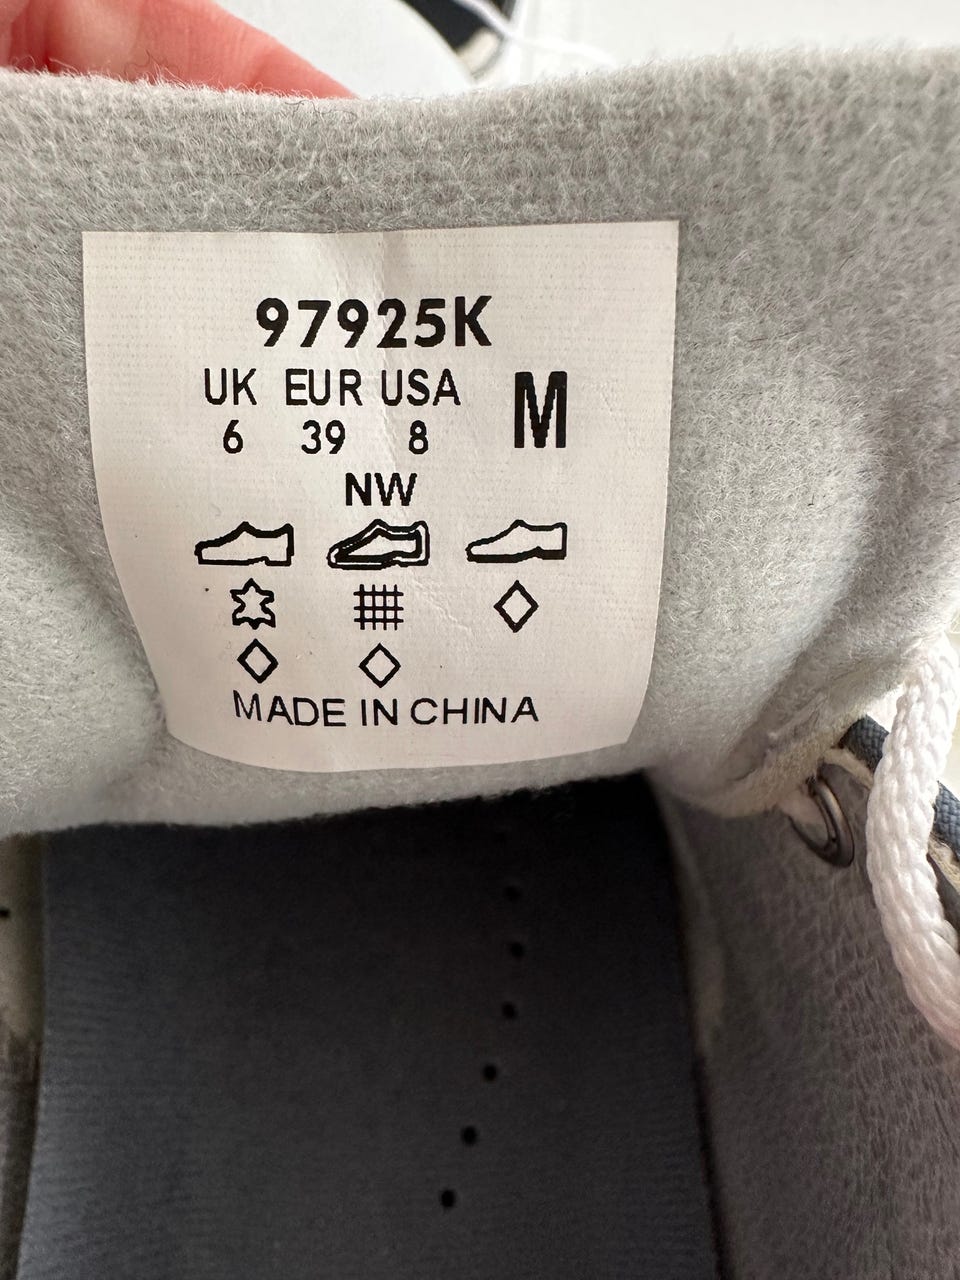 97925K
UK EUR USA M
6 39 8
NW
MADE IN CHINA